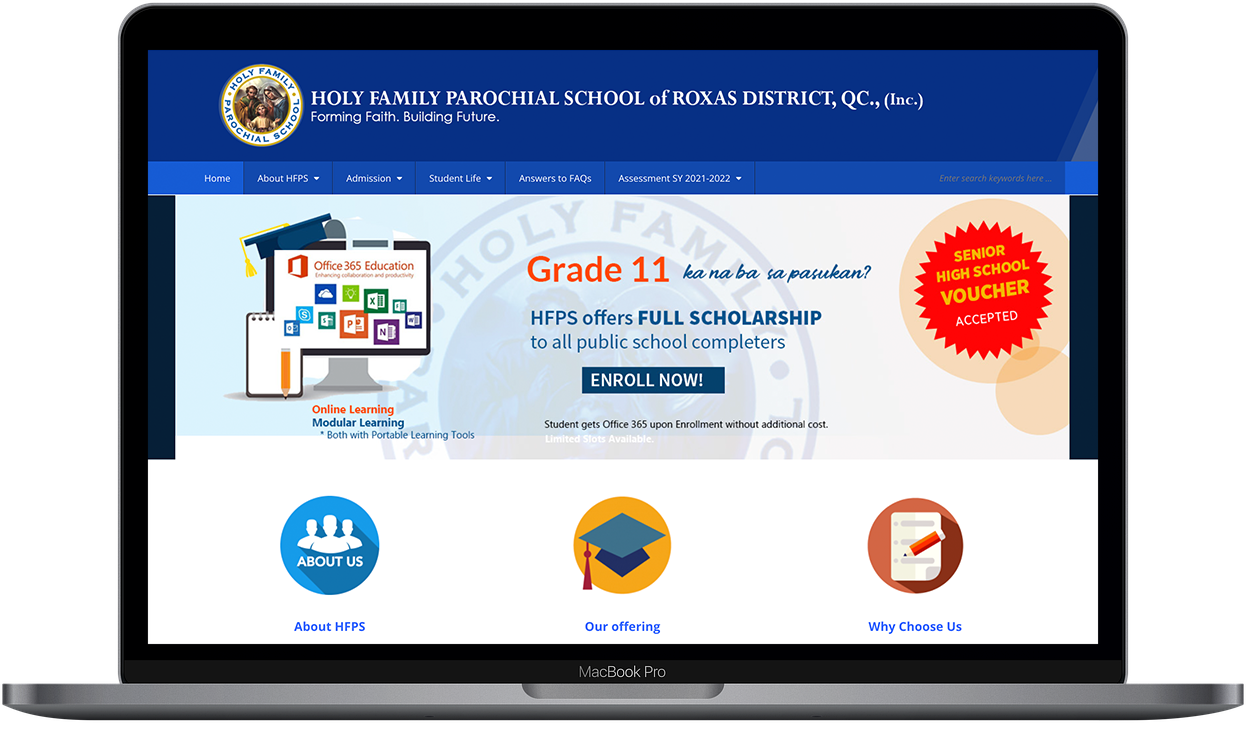 HOLY FAMILY
PAROCHIAL SCHOOL
HOLY FAMILY PAROCHIAL SCHOOL of ROXAS DISTRICT, QC., (Inc.)
Forming Faith. Building Future.
Home
About HFPS
Admission
Student Life
Answers to FAQs
Assessment SY 2021-2022
Enter search keywords here ...
HOLY FAMILY
Office 365 Education
Enhancing collaboration and productivity
Online Learning
Modular Learning
* Both with Portable Learning Tools
Grade 11 ka na ba sa pasukan?
HFPS offers FULL SCHOLARSHIP
to all public school completers
ENROLL NOW!
Student gets Office 365 upon Enrollment without additional cost.
Limited Slots Available.
SENIOR
HIGH SCHOOL
VOUCHER
ACCEPTED
ABOUT US
About HFPS
Our offering
Why Choose Us
MacBook Pro